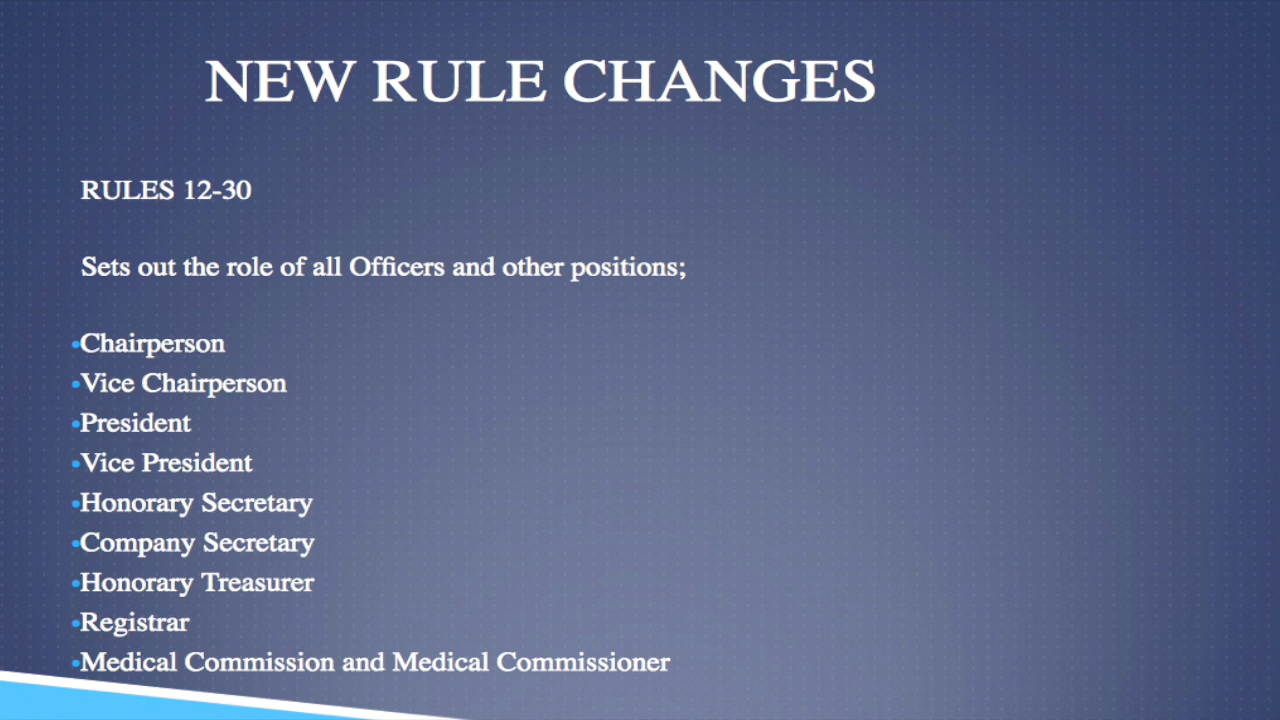 NEW RULE CHANGES
RULES 12-30
Sets out the role of all Officers and other positions;
•Chairperson
•Vice Chairperson
•President
•Vice President
•Honorary Secretary
•Company Secretary
•Honorary Treasurer
•Registrar
•Medical Commission and Medical Commissioner